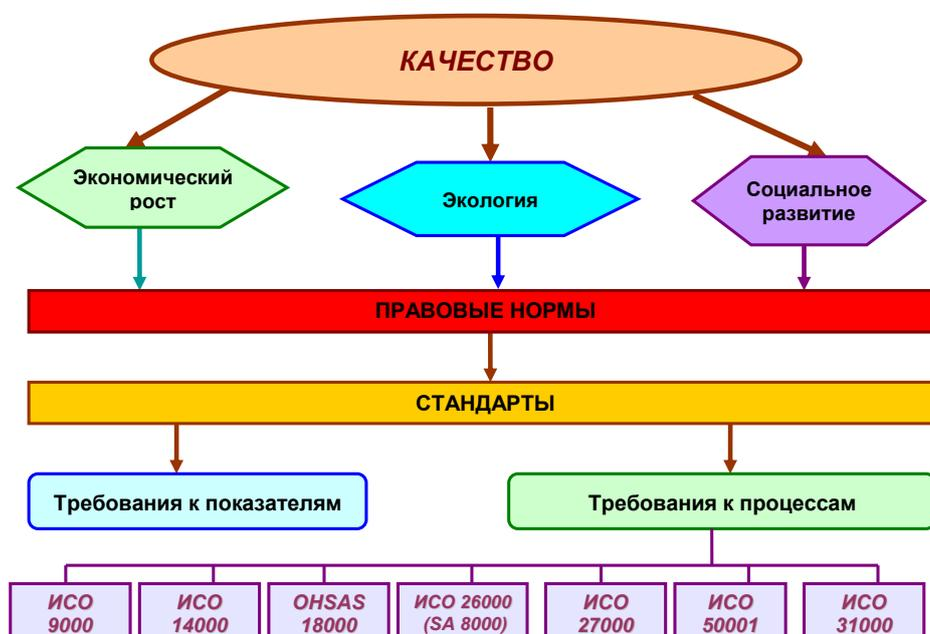 КАЧЕСТВО
Экономический
рост
Экология
Социальное
развитие
ПРАВОВЫЕ НОРМЫ
СТАНДАРТЫ
Требования к показателям
Требования к процессам
ИСО
9000
ИСО
14000
OHSAS
18000
ИСО 26000
(SA 8000)
ИСО
27000
ИСО
50001
ИСО
31000